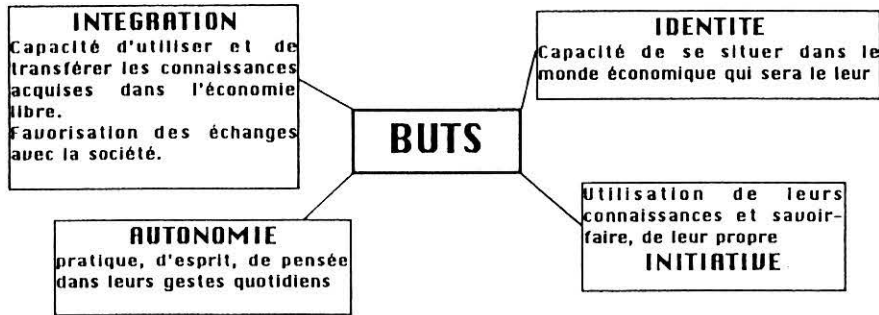 INTEGRATION
Capacité d'utiliser et de
transférer les connaissances
acquises dans l'économie
libre.
Favorisation des échanges
avec la société.
IDENTITE
Capacité de se situer dans le
monde économique qui sera le leur
BUTS
AUTONOMIE
pratique, d'esprit, de pensée
dans leurs gestes quotidiens
Utilisation de leurs
connaissances et savoir-
faire, de leur propre
INITIATIVE